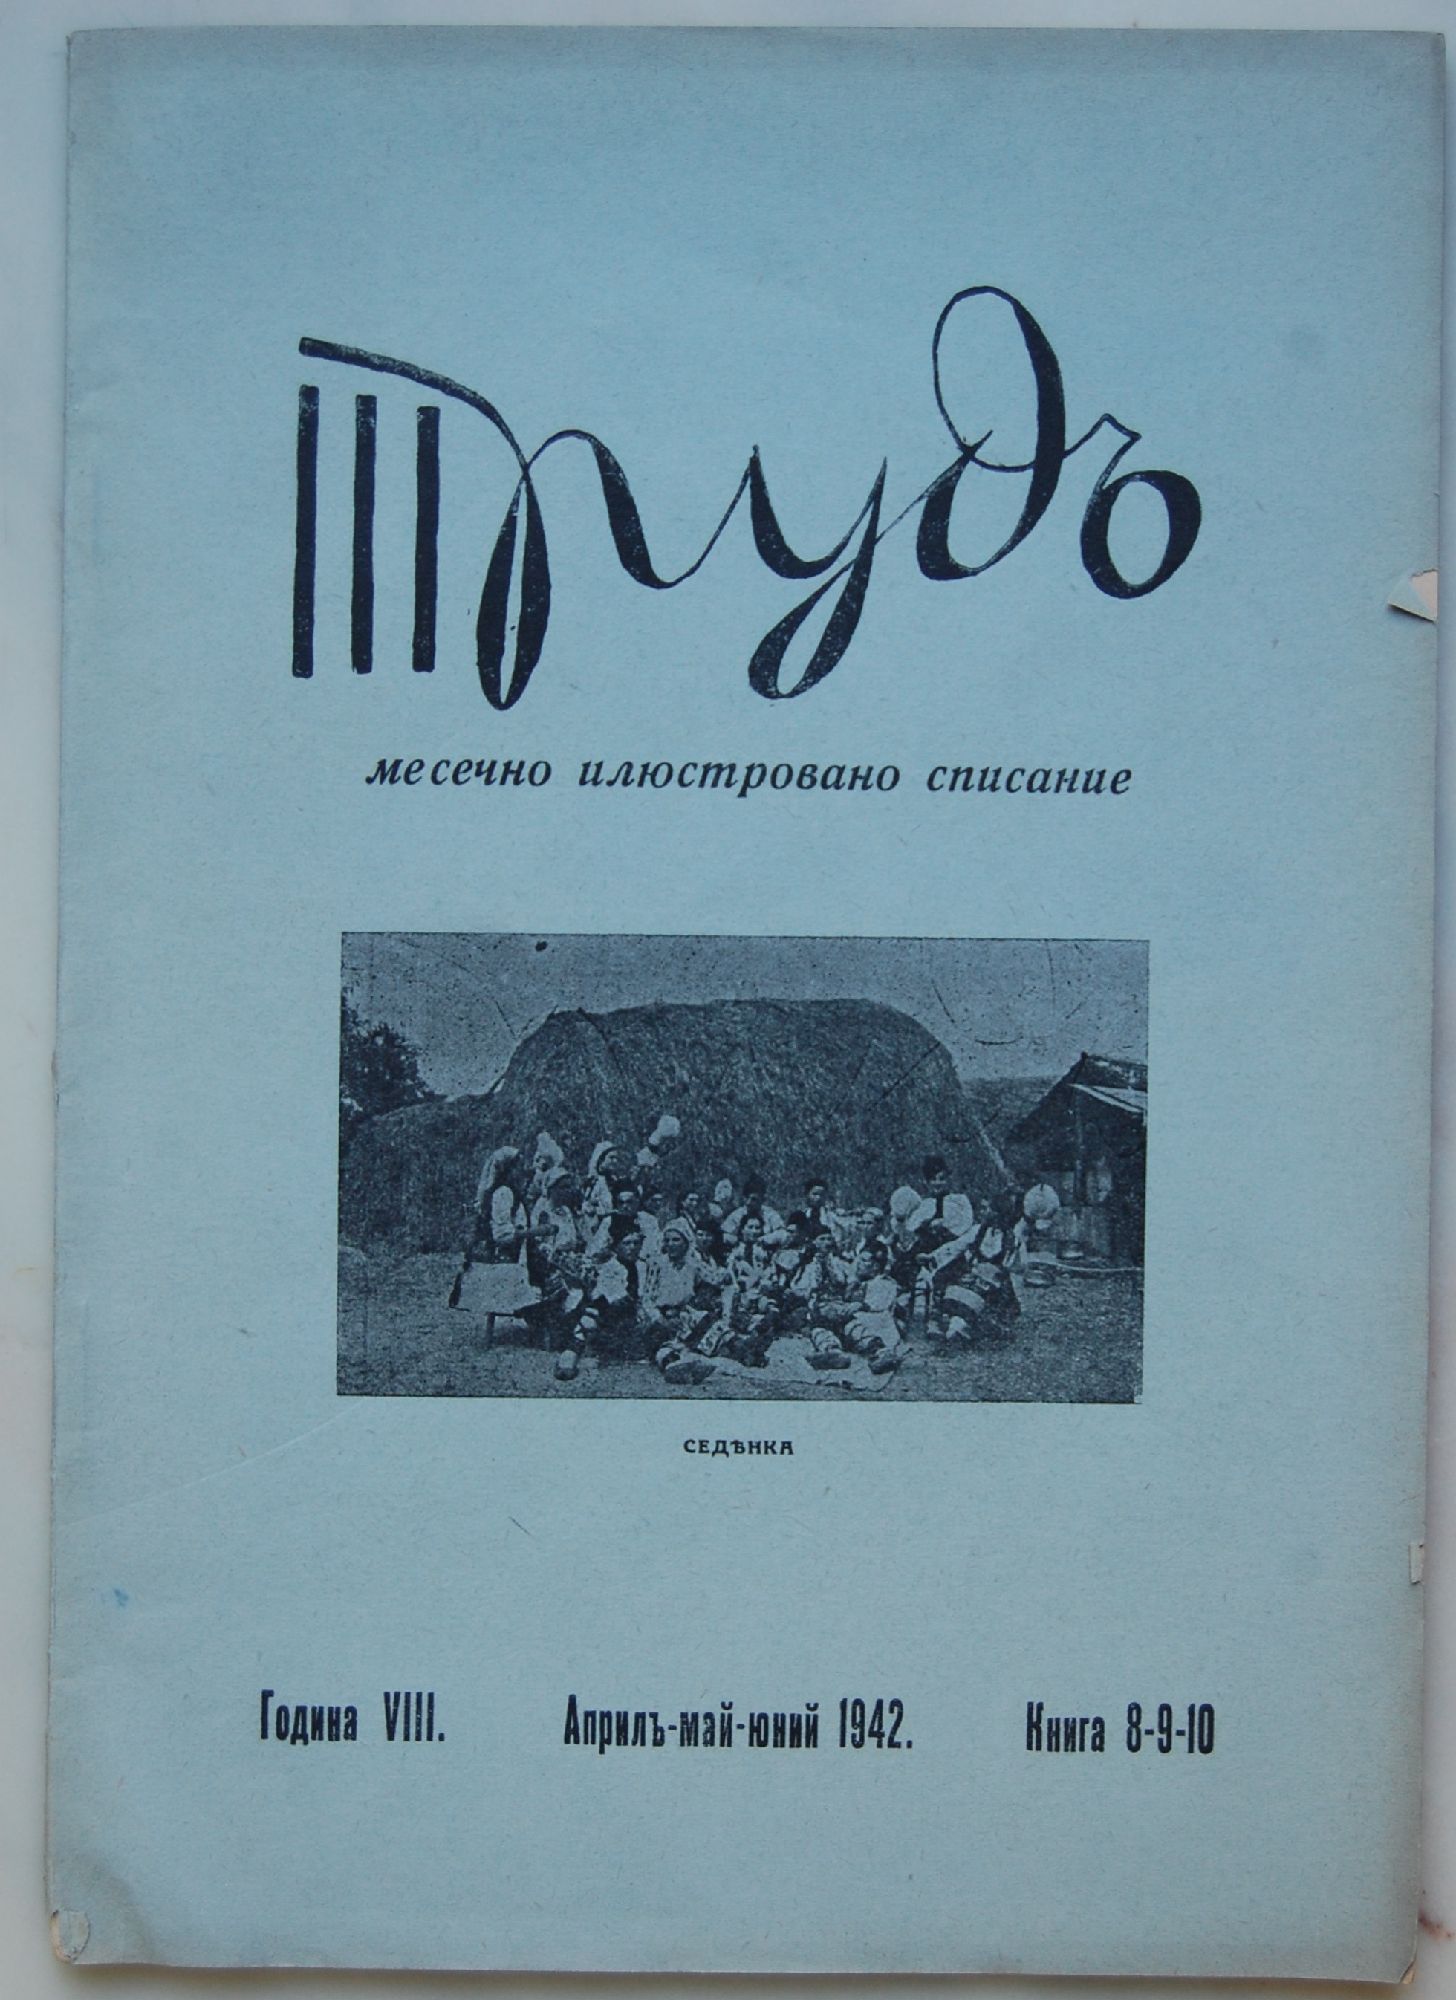 Трудъ
месечно илюстровано списание
СЕДѢНКА
Година VIII. Априлъ-май-юний 1942. Книга 8-9-10